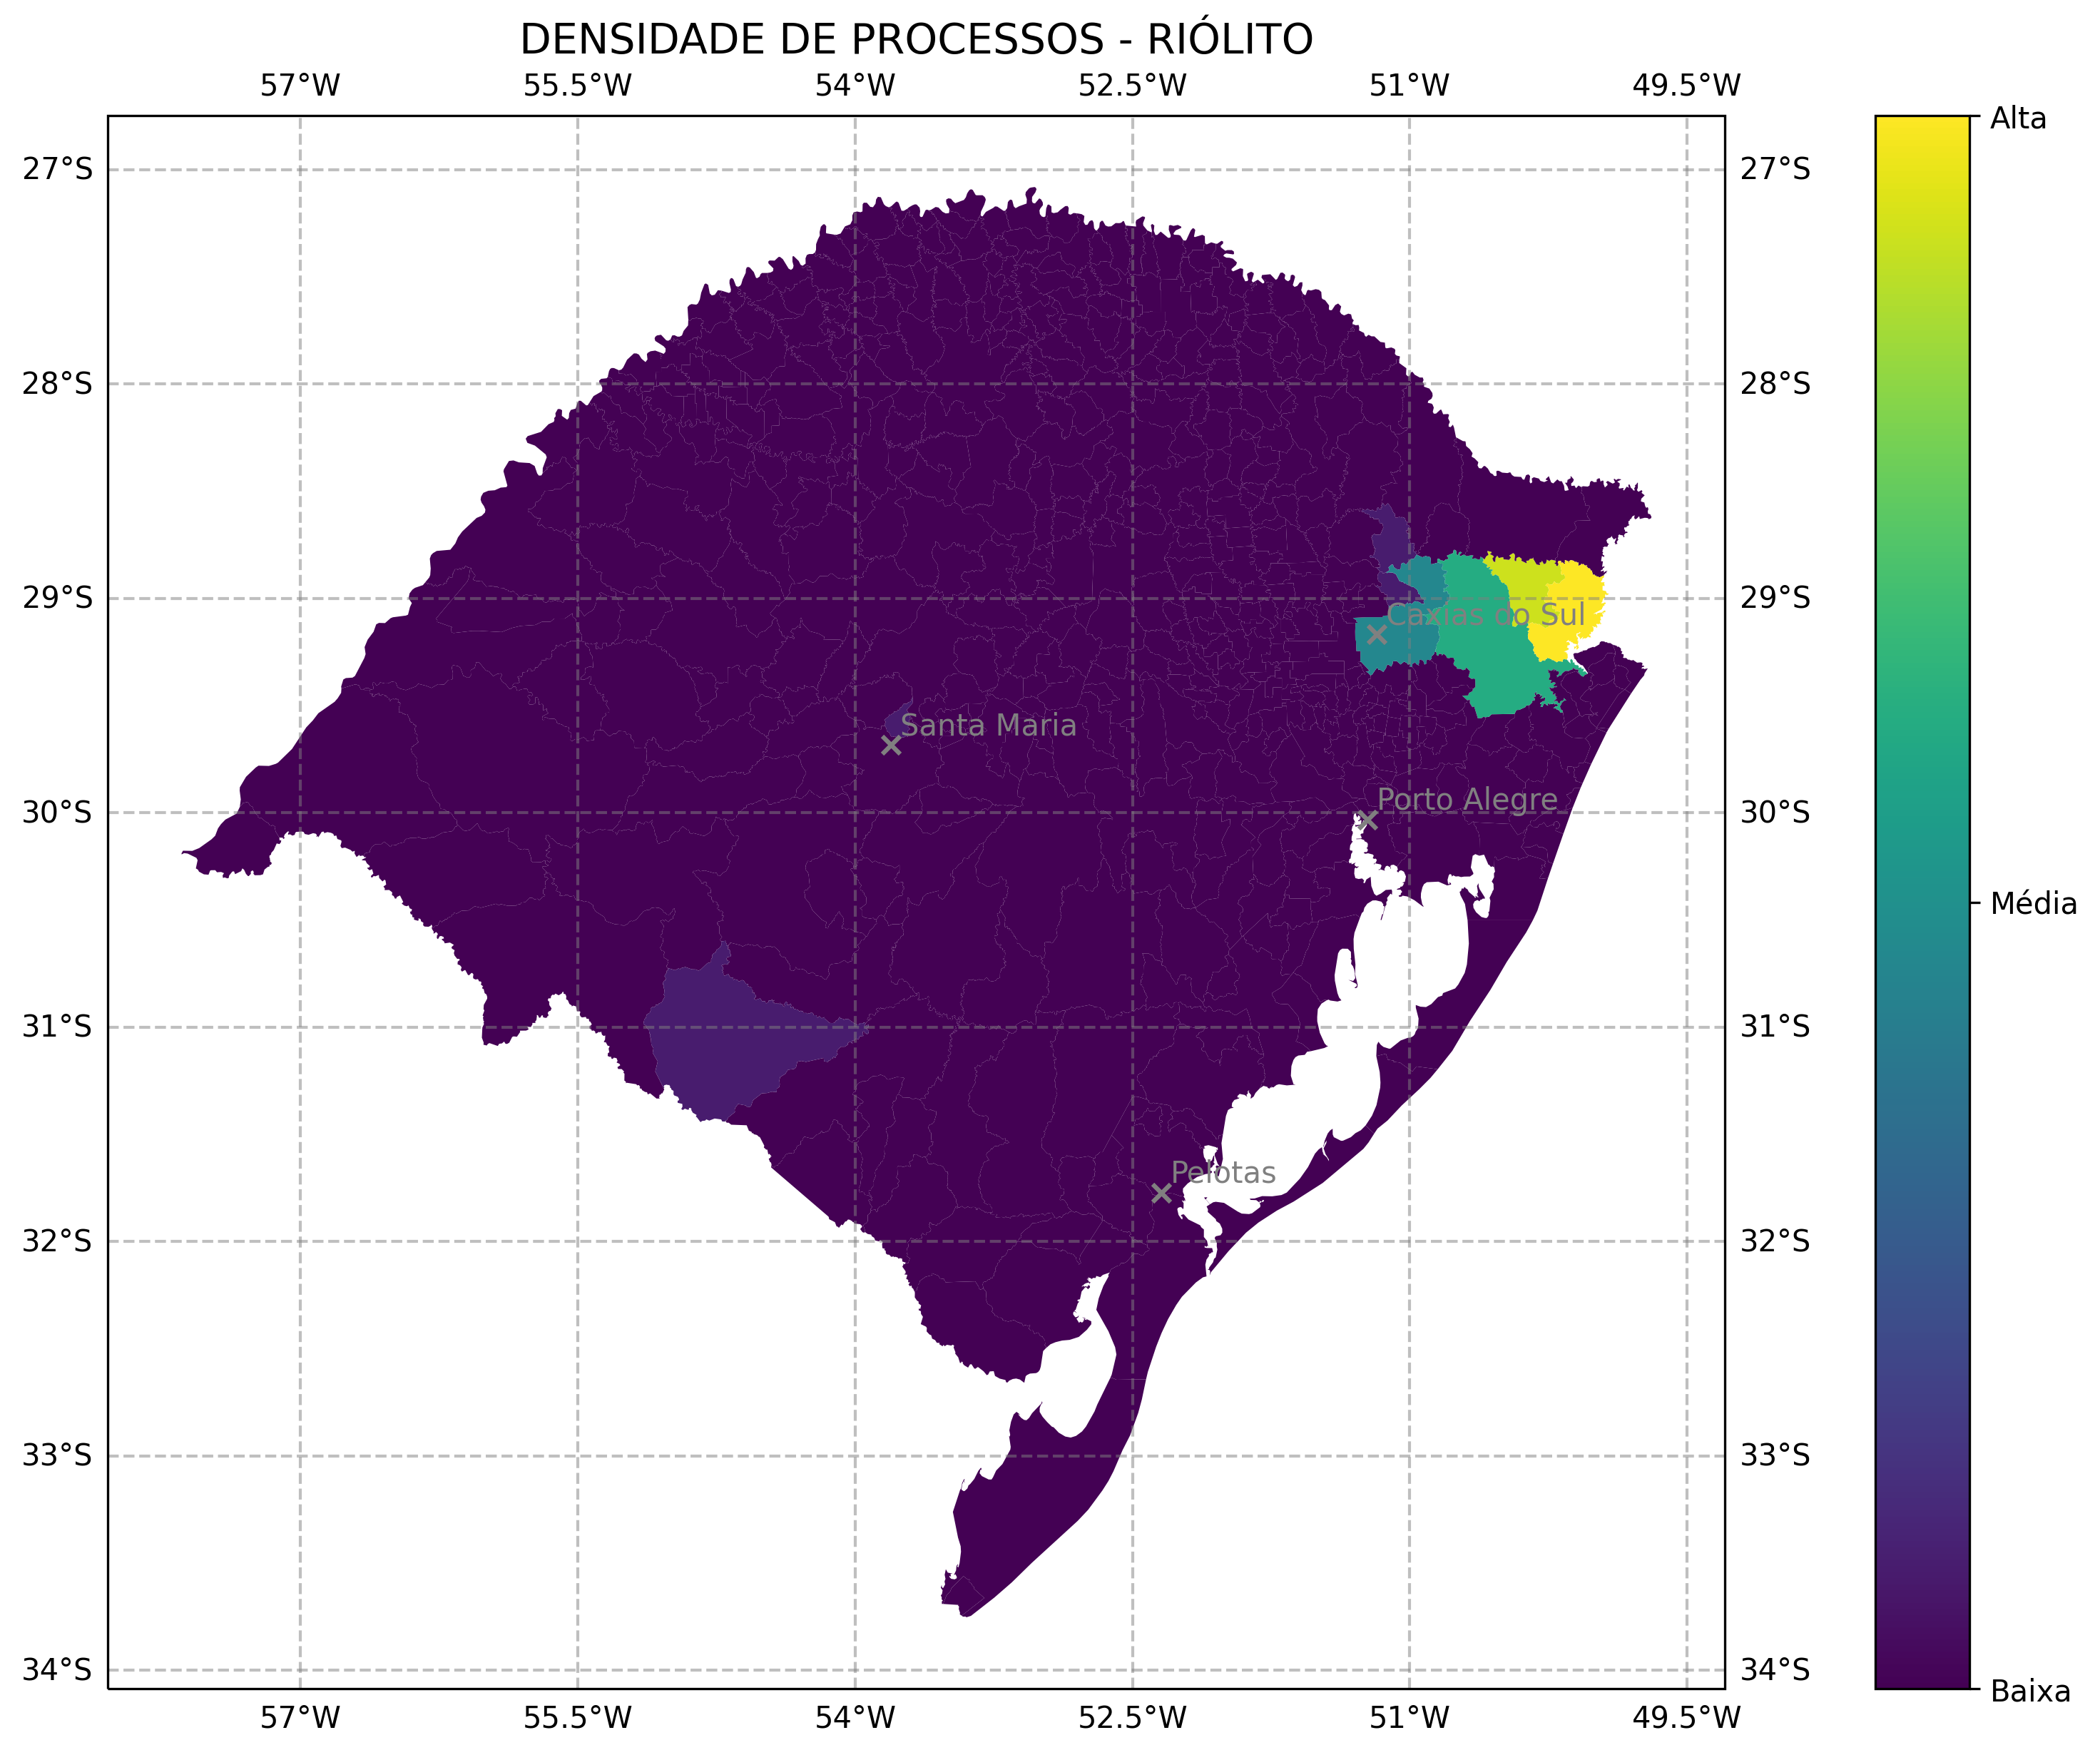 DENSIDADE DE PROCESSOS - RIÓLITO
57°W 55.5°W 54°W 52.5°W 51°W 49.5°W
Alta
27°S 27°S
28°S 28°S
29°S 29°S
Caxias do Sul
Santa Maria
Porto Alegre
30°S 30°S
Média
31°S 31°S
Pelotas
32°S 32°S
33°S 33°S
34°S 34°S
Baixa
57°W 55.5°W 54°W 52.5°W 51°W 49.5°W